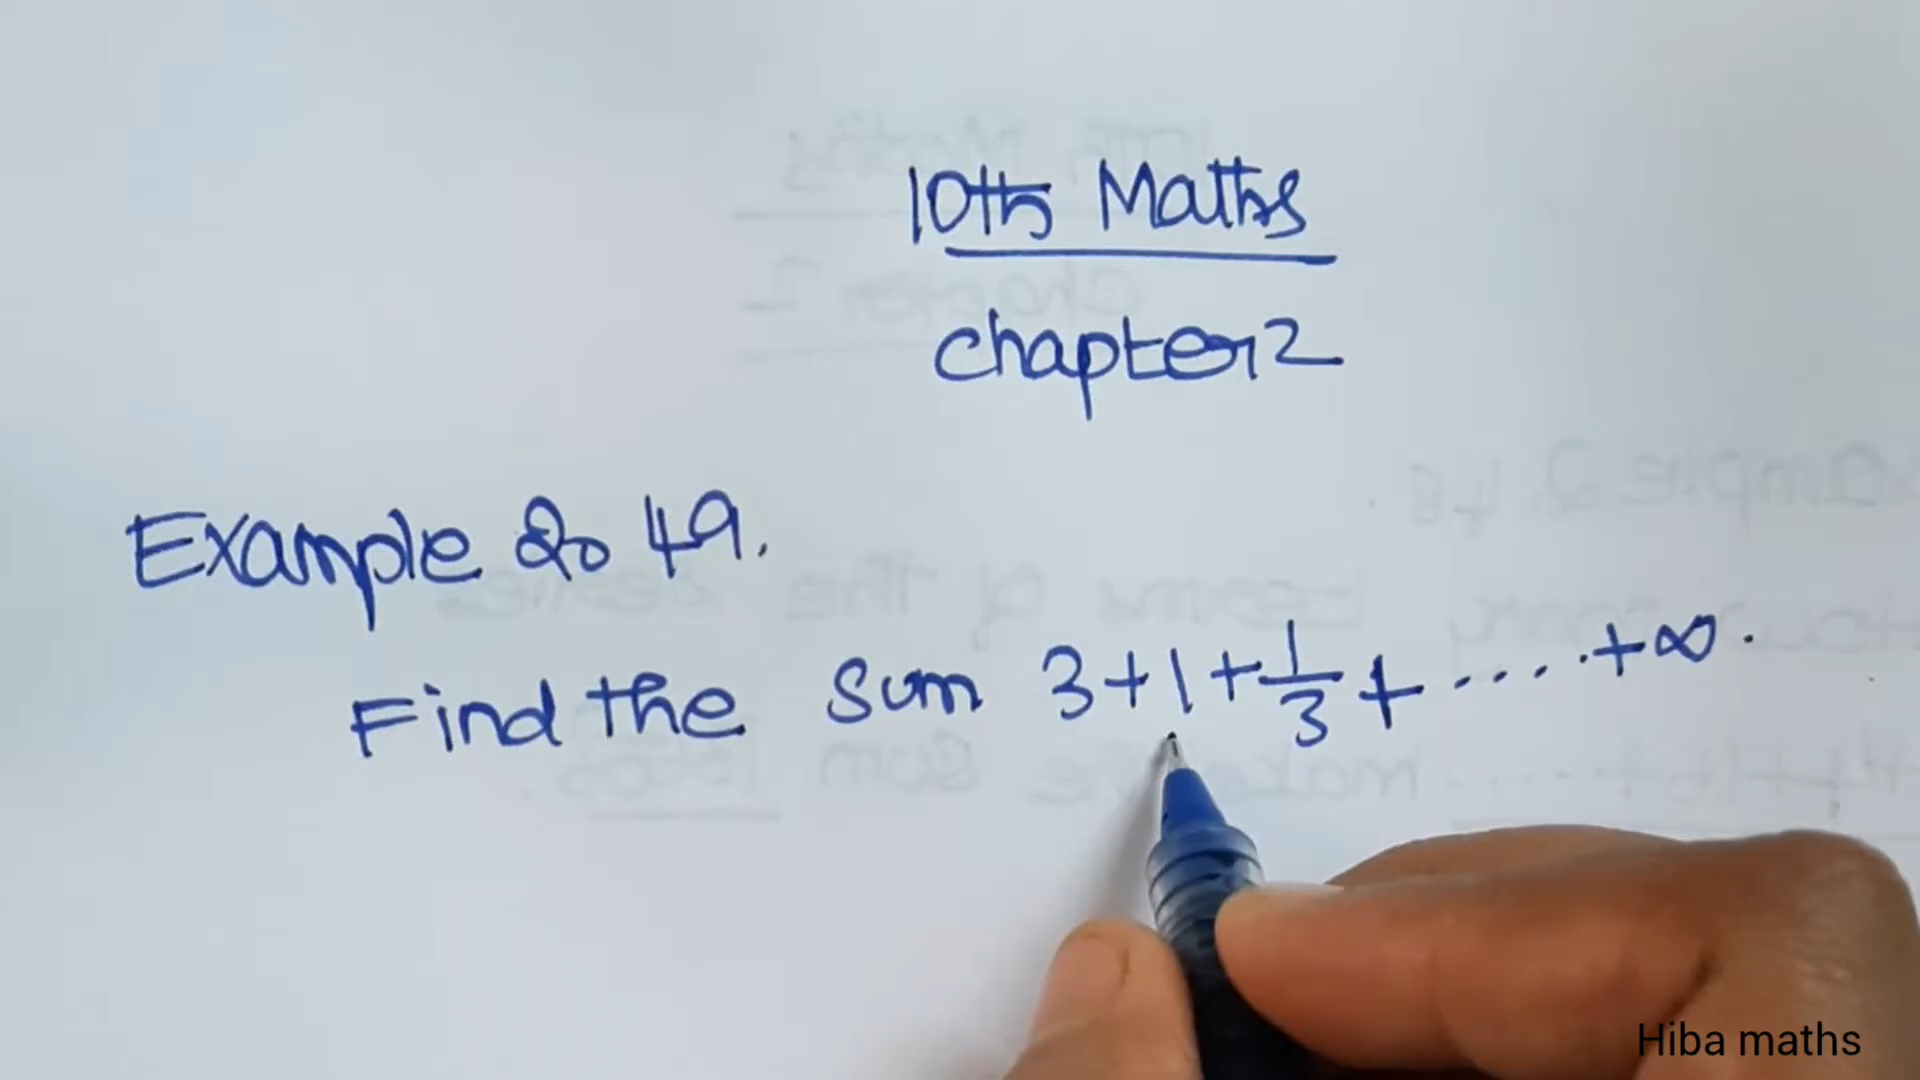 10th Maths
chapter 2
Example 2. 49.
Find the Sum 3+1+1/3+.....+∞.
Hiba maths